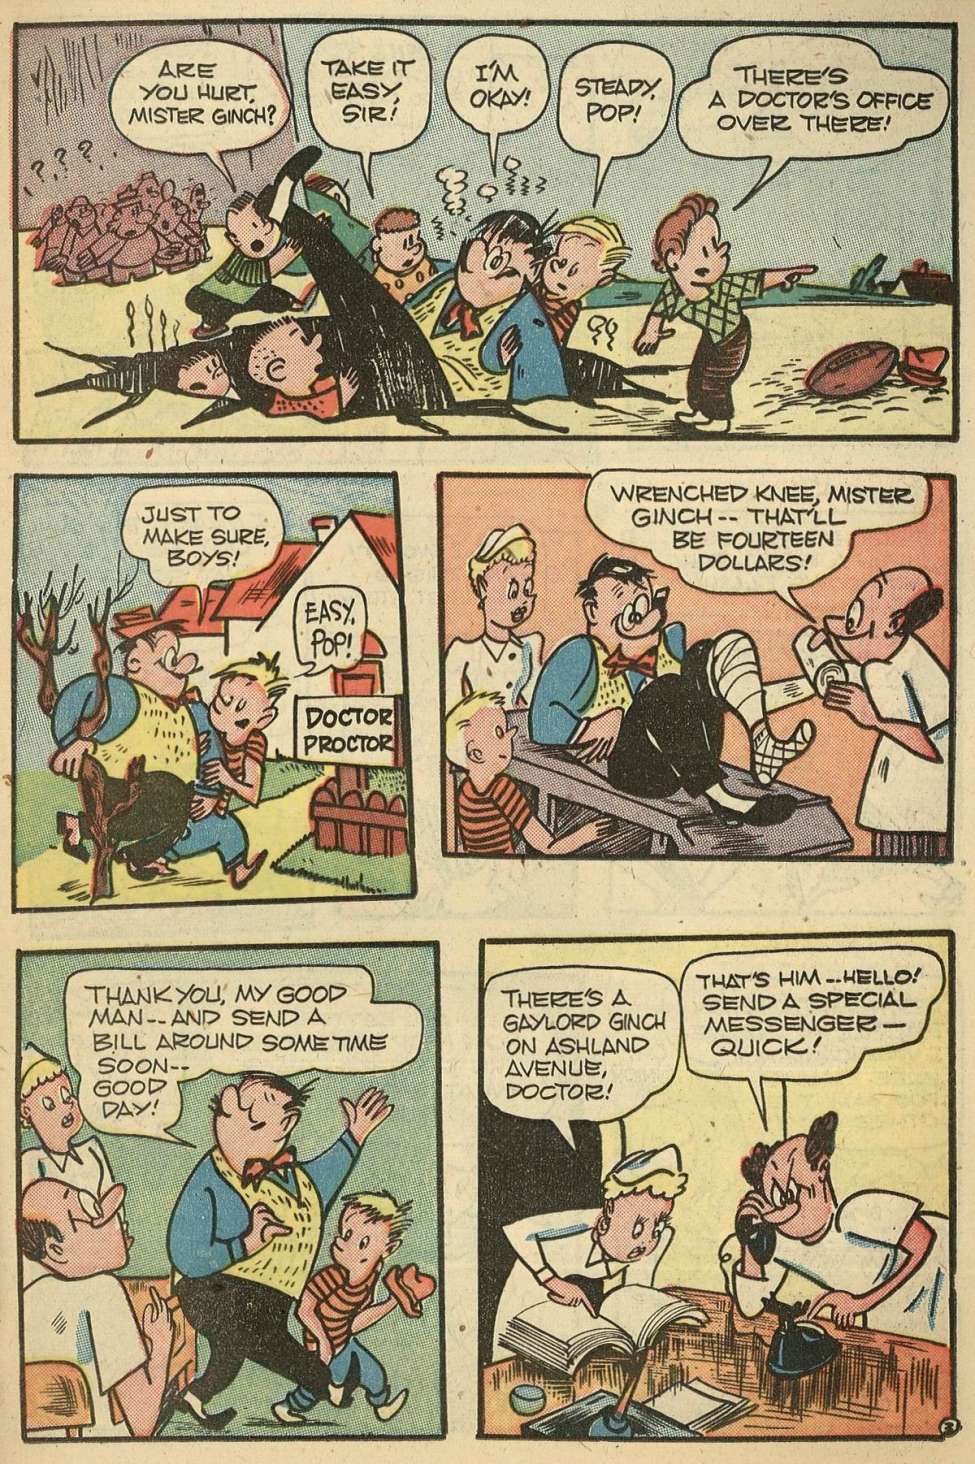 ? ? ?
ARE
YOU HURT,
MISTER GINCH?
TAKE IT
EASY,
SIR!
I'M
OKAY!
STEADY,
POP!
THERE'S
A DOCTOR'S OFFICE
OVER THERE!
JUST TO
MAKE SURE,
BOYS!
EASY,
POP!
DOCTOR
PROCTOR
WRENCHED KNEE, MISTER
GINCH-- THAT'LL
BE FOURTEEN
DOLLARS!
THANK YOU, MY GOOD
MAN--AND SEND A
BILL AROUND SOMETIME
SOON--
GOOD
DAY!
THERE'S A
GAYLORD GINCH
ON ASHLAND
AVENUE,
DOCTOR!
THAT'S HIM--HELLO!
SEND A SPECIAL
MESSENGER—
QUICK!